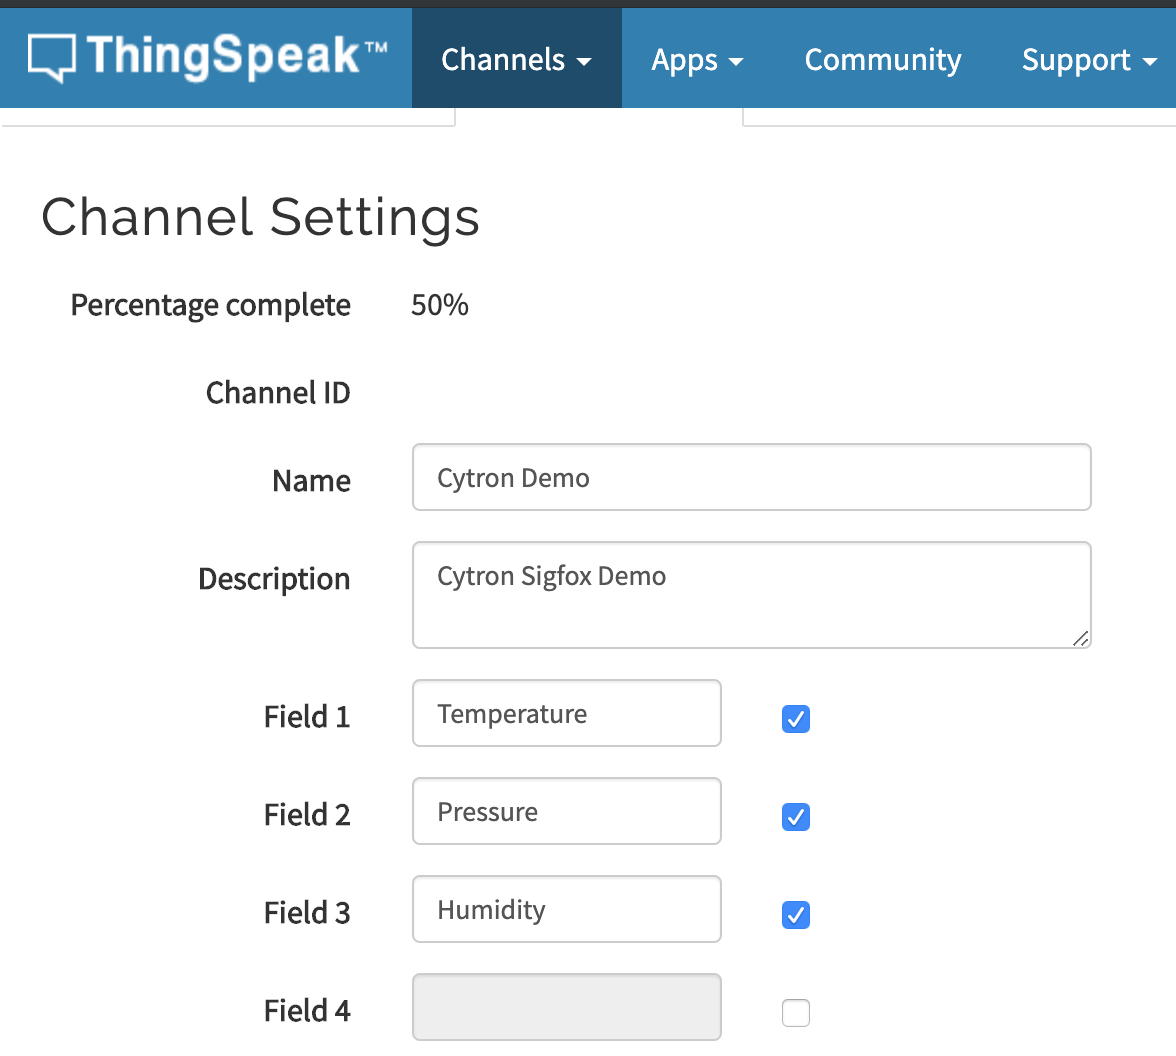 ThingSpeak™ Channels Apps Community Support
Channel Settings
Percentage complete 50%
Channel ID
Name Cytron Demo
Description Cytron Sigfox Demo
Field 1 Temperature
Field 2 Pressure
Field 3 Humidity
Field 4